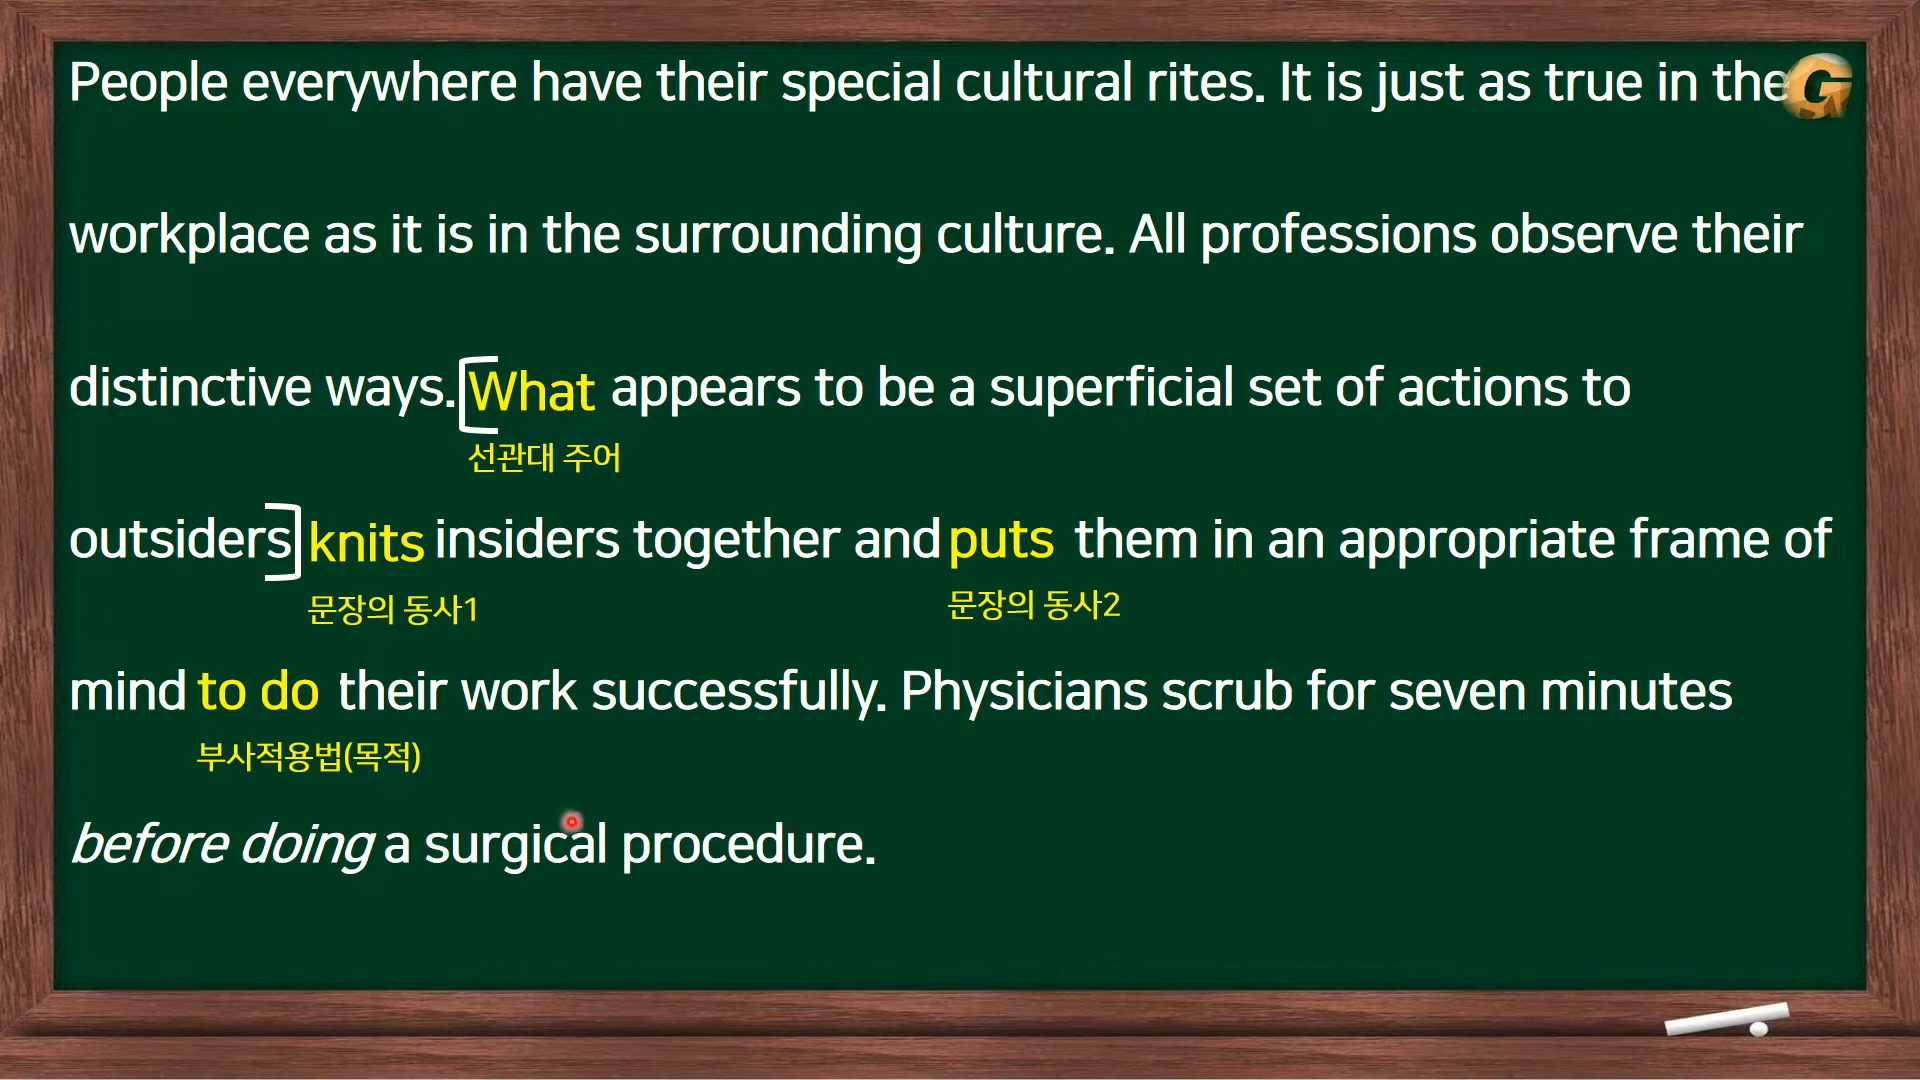 People everywhere have their special cultural rites. It is just as true in the
workplace as it is in the surrounding culture. All professions observe their
distinctive ways. [What appears to be a superficial set of actions to
선관대 주어
outsiders] knits insiders together and puts them in an appropriate frame of
문장의 동사1 문장의 동사2
mind to do their work successfully. Physicians scrub for seven minutes
부사적용법(목적)
before doing a surgical procedure.